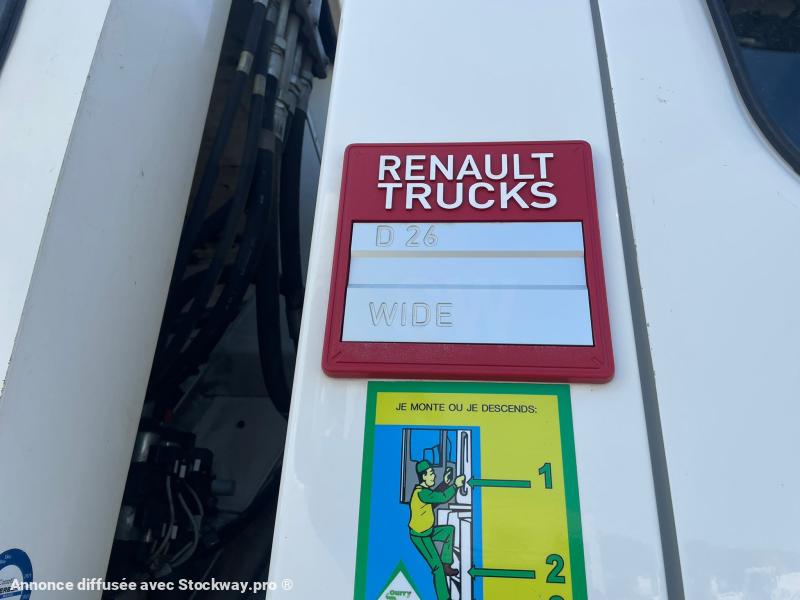 RENAULT
TRUCKS
D 26
WIDE
JE MONTE OU JE DESCENDS:
1
2
Annonce diffusée avec Stockway.pro ®